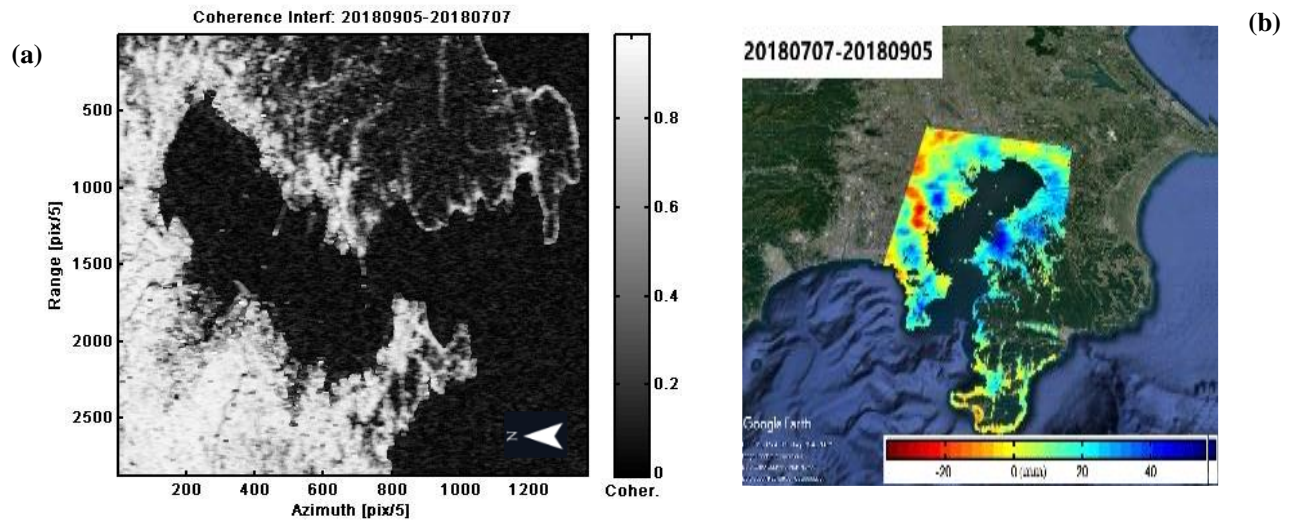 (a)
Coherence Interf: 20180905-20180707
500
1000
1500
2000
2500
Range [pix/5]
200 400 600 800 1000 1200
Azimuth [pix/5]
N
0.8
0.6
0.4
0.2
0
Coher.
(b)
20180707-20180905
Google Earth
-20 0 (mm) 20 40